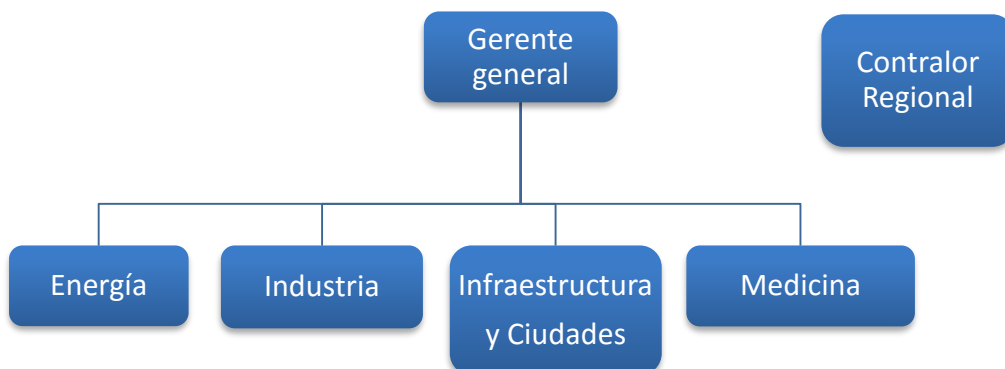 Gerente
general
Contralor
Regional
Energía
Industria
Infraestructura
y Ciudades
Medicina